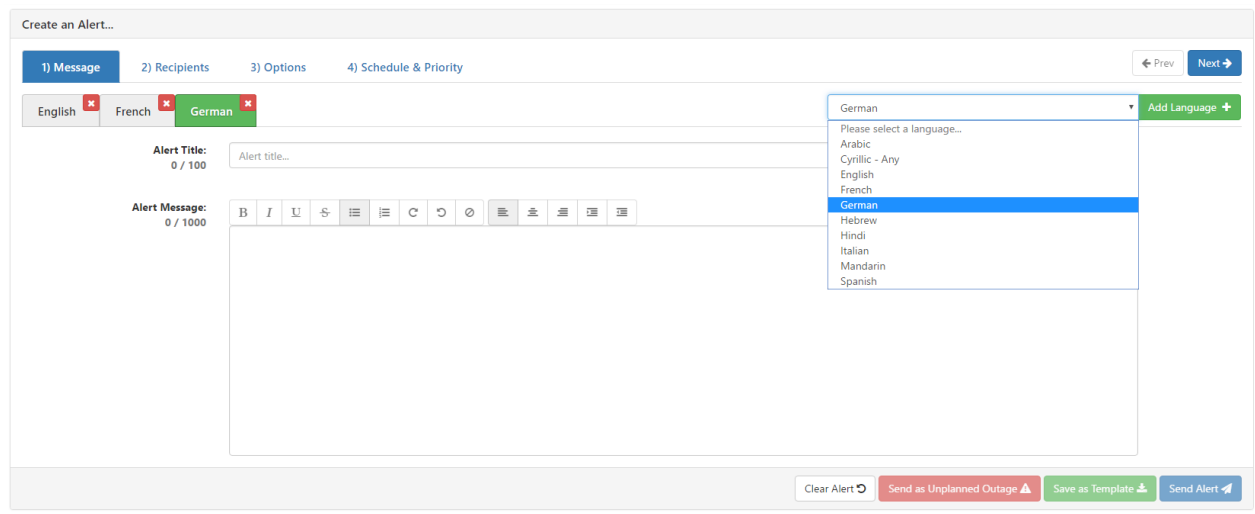 Create an Alert...
1) Message 2) Recipients 3) Options 4) Schedule & Priority Prev Next
English French German German Add Language
Please select a language...
Arabic
Cyrillic - Any
English
French
German
Hebrew
Hindi
Italian
Mandarin
Spanish
Alert Title:
0 / 100
Alert title...
Alert Message:
0 / 1000
B I U S
Clear Alert Send as Unplanned Outage Save as Template Send Alert